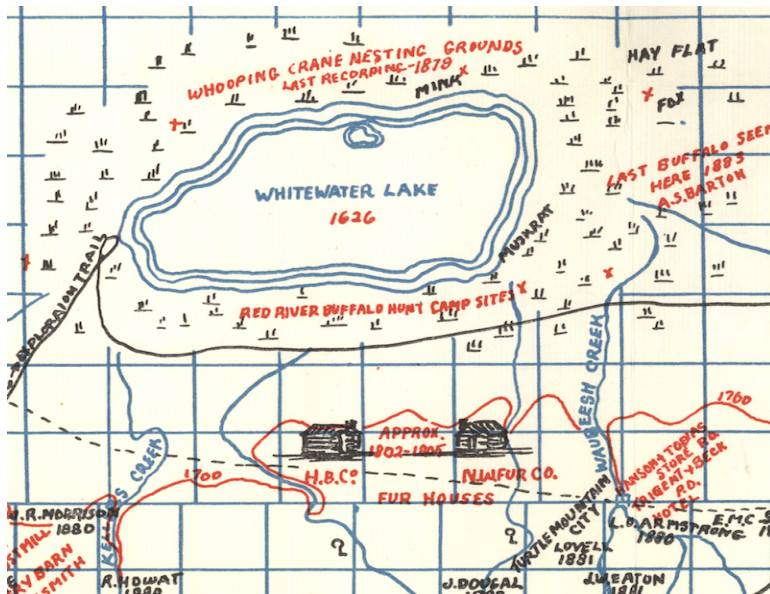 WHOOPING CRANE NESTING GROUNDS
LAST RECORDING-1879
MINK
HAY FLAT
FOX
LAST BUFFALO SEEN
HERE 1883
A.S. BARTON
WHITEWATER LAKE
1626
MUSKRAT
EXPLORATION TRAIL
RED RIVER BUFFALO HUNT CAMP SITES
WAUBEESH CREEK
1700
1760
APPROX.
1802-1805
H.B.Co
N.W. FUR CO.
FUR HOUSES
RANSOM & TOBIAS
STORE P.O.
P.O.
HOTEL
TURTLE MOUNTAIN
CITY
CREEK
MORRISON
1880
L.G. ARMSTRONG
1880
E.M.C.
LOVELL
1881
R. HOWAT
J. DOUGAL
J.W. EATON
1881